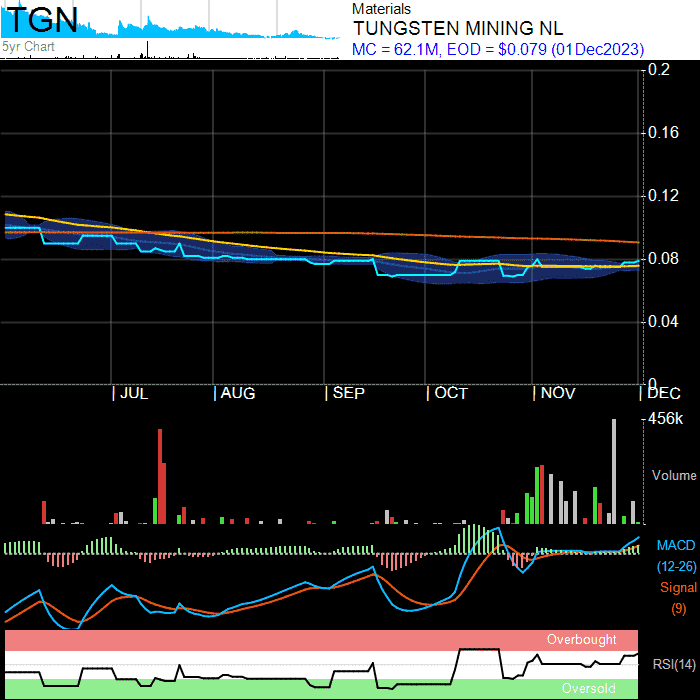 TGN
5yr Chart
Materials
TUNGSTEN MINING NL
MC = 62.1M, EOD = $0.079 (01Dec2023)
0.2
0.16
0.12
0.08
0.04
0
JUL AUG SEP OCT NOV DEC
456k
Volume
MACD
(12-26)
Signal
(9)
Overbought
RSI(14)
Oversold